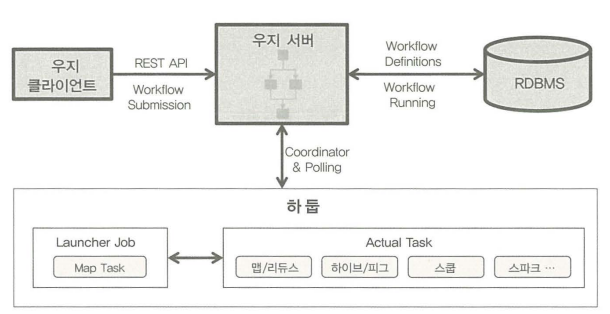 우지
클라이언트
REST API
Workflow
Submission
우지 서버
Workflow
Definitions
Workflow
Running
RDBMS
Coordinator
& Polling
하둡
Launcher Job
Map Task
Actual Task
맵/리듀스
하이브/피그
스쿱
스파크 …